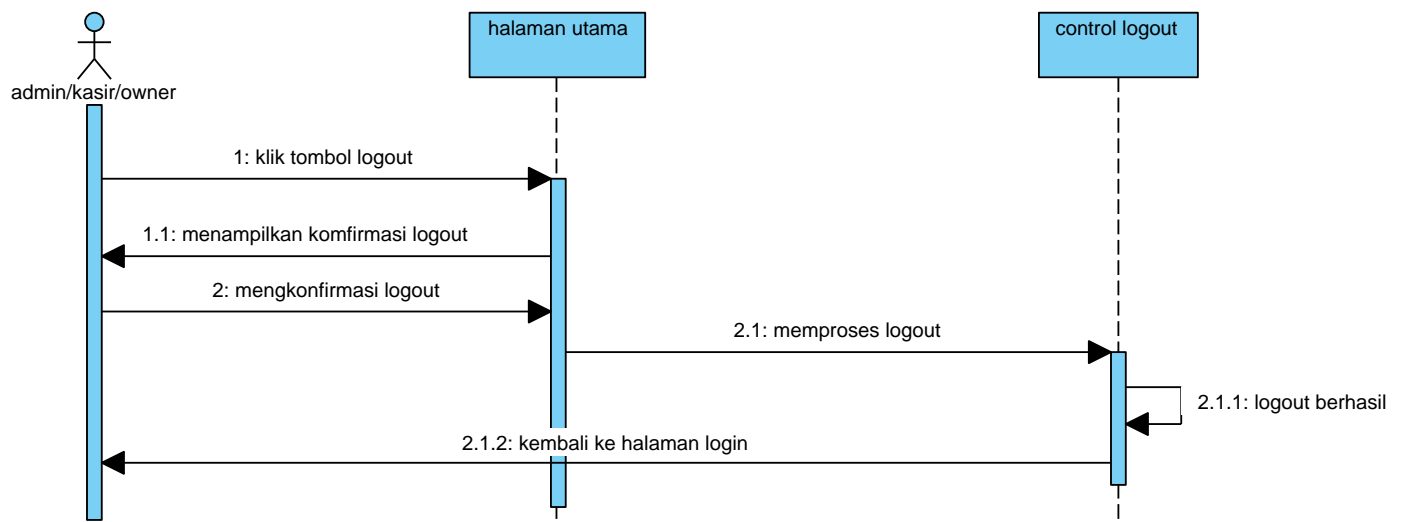 admin/kasir/owner
halaman utama
control logout
1: klik tombol logout
1.1: menampilkan komfirmasi logout
2: mengkonfirmasi logout
2.1: memproses logout
2.1.1: logout berhasil
2.1.2: kembali ke halaman login